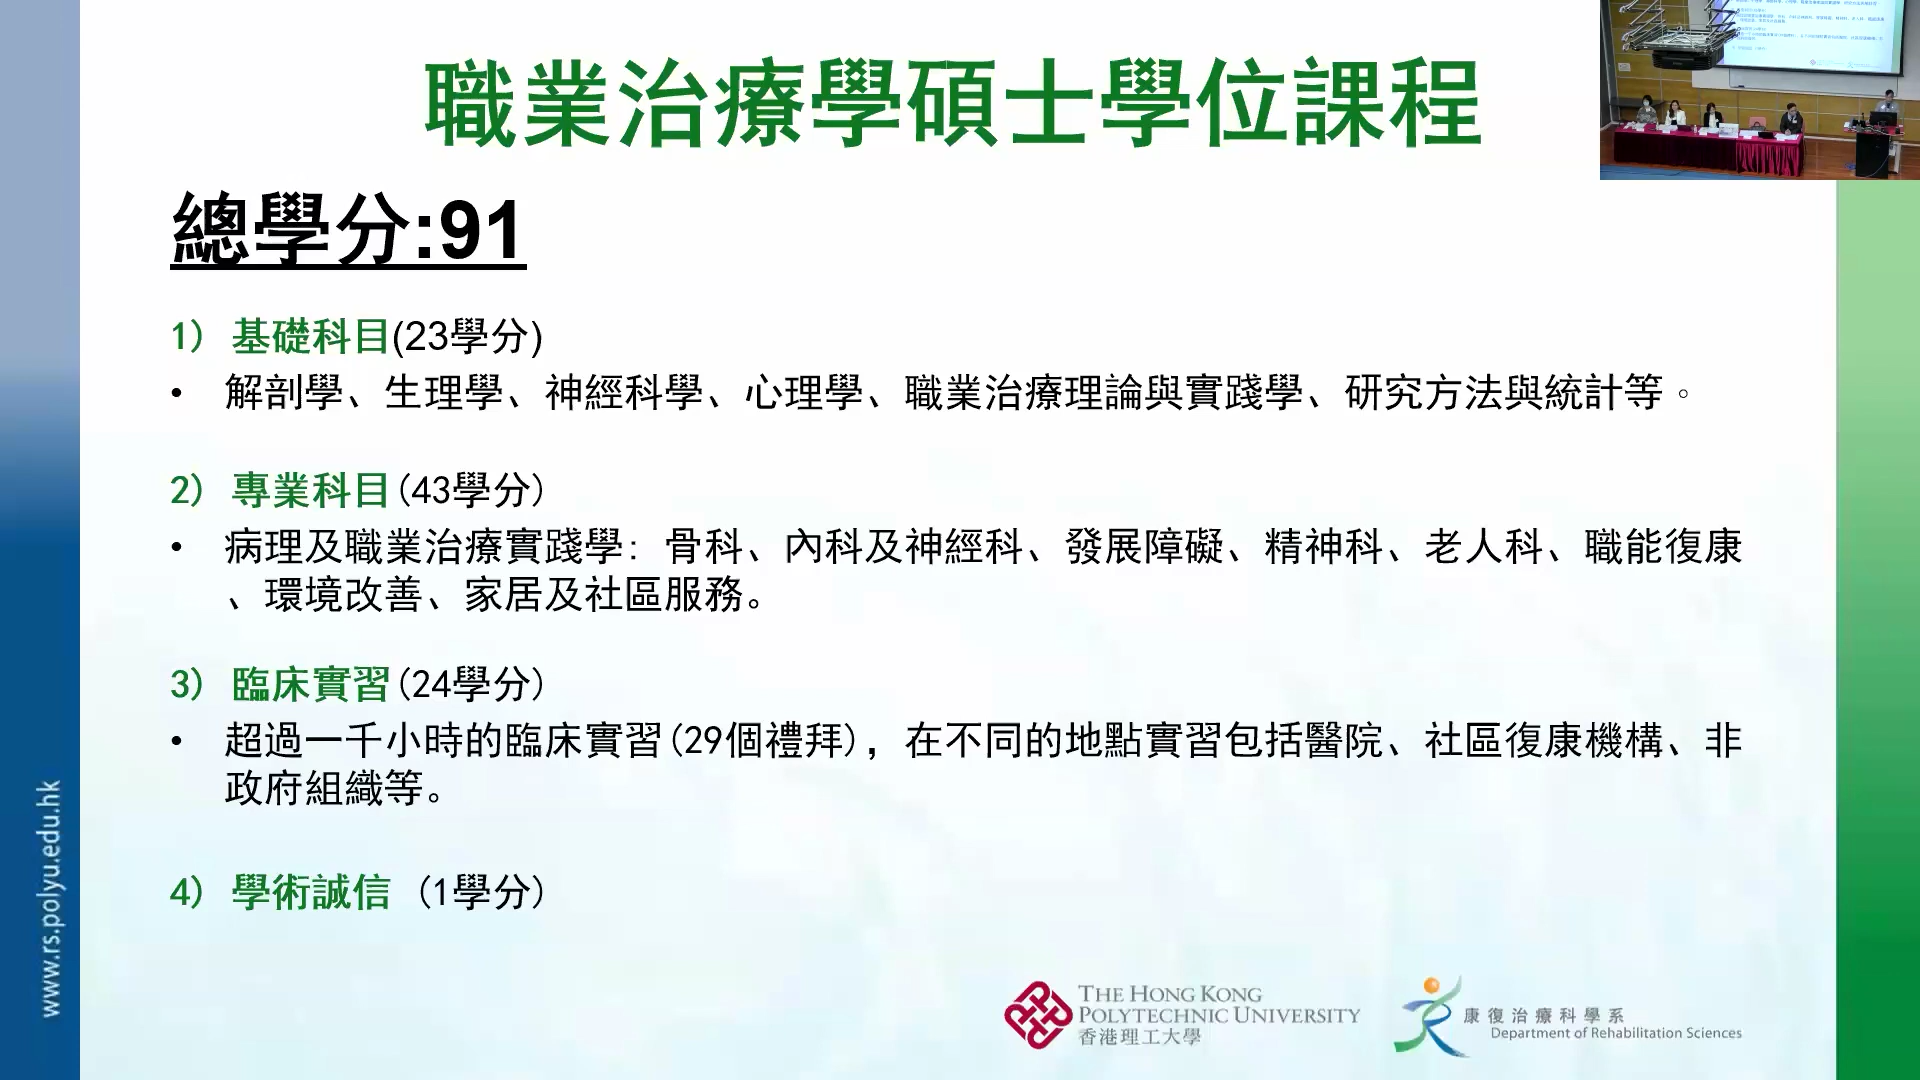 職業治療學碩士學位課程
總學分:91
1) 基礎科目(23學分)
• 解剖學、生理學、神經科學、心理學、職業治療理論與實踐學、研究方法與統計等。
2) 專業科目(43學分)
• 病理及職業治療實踐學: 骨科、內科及神經科、發展障礙、精神科、老人科、職能復康
、環境改善、家居及社區服務。
3) 臨床實習(24學分)
• 超過一千小時的臨床實習(29個禮拜), 在不同的地點實習包括醫院、社區復康機構、非
政府組織等。
4) 學術誠信 (1學分)
www.rs.polyu.edu.hk
THE HONG KONG
POLYTECHNIC UNIVERSITY
香港理工大學
康復治療科學系
Department of Rehabilitation Sciences